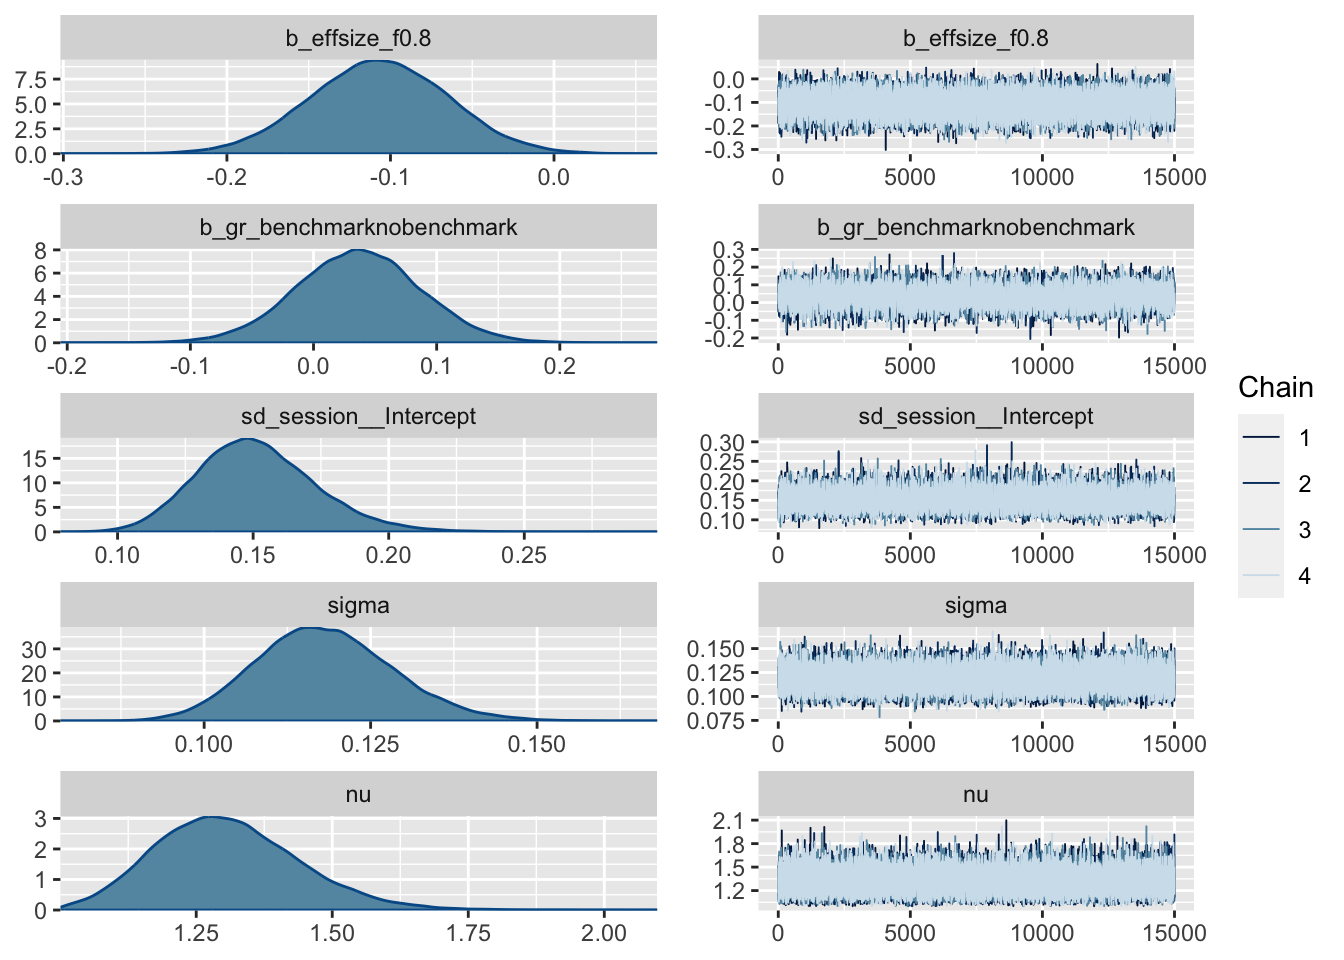 b_effsize_f0.8
7.5
5.0
2.5
0.0
-0.3 -0.2 -0.1 0.0
b_effsize_f0.8
0.0
-0.1
-0.2
-0.3
0 5000 10000 15000
b_gr_benchmarknobenchmark
8
6
4
2
0
-0.2 -0.1 0.0 0.1 0.2
b_gr_benchmarknobenchmark
0.3
0.2
0.1
0.0
-0.1
-0.2
0 5000 10000 15000
sd_session__Intercept
15
10
5
0
0.10 0.15 0.20 0.25
sd_session__Intercept
0.30
0.25
0.20
0.15
0.10
0 5000 10000 15000
sigma
30
20
10
0
0.100 0.125 0.150
sigma
0.150
0.125
0.100
0.075
0 5000 10000 15000
nu
3
2
1
0
1.25 1.50 1.75 2.00
nu
2.1
1.8
1.5
1.2
0 5000 10000 15000
Chain
1
2
3
4